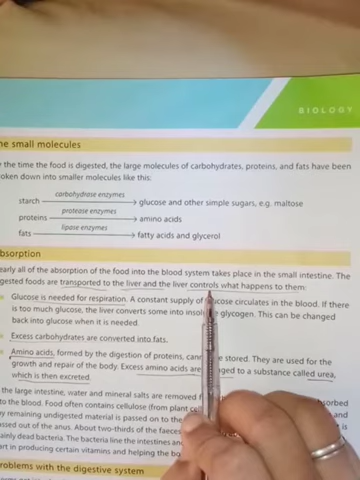 BIOLOGY
he small molecules
the time the food is digested, the large molecules of carbohydrates, proteins, and fats have been
oken down into smaller molecules like this:
carbohydrase enzymes
starch glucose and other simple sugars, e.g. maltose
protease enzymes
proteins amino acids
lipase enzymes
fats fatty acids and glycerol
bsorption
early all of the absorption of the food into the blood system takes place in the small intestine. The
gested foods are transported to the liver and the liver controls what happens to them:
Glucose is needed for respiration. A constant supply of glucose circulates in the blood. If there
is too much glucose, the liver converts some into insol glycogen. This can be changed
back into glucose when it is needed.
Excess carbohydrates are converted into fats.
Amino acids, formed by the digestion of proteins, can stored. They are used for the
growth and repair of the body. Excess amino acids are ged to a substance called urea,
which is then excreted.
the large intestine, water and mineral salts are removed f bsorbed
to the blood. Food often contains cellulose (from plant ce and
y remaining undigested material is passed on to the
ssed out of the anus. About two-thirds of the faeces is
ainly dead bacteria. The bacteria line the intestines an
art in producing certain vitamins and helping the bo
roblems with the digestive system